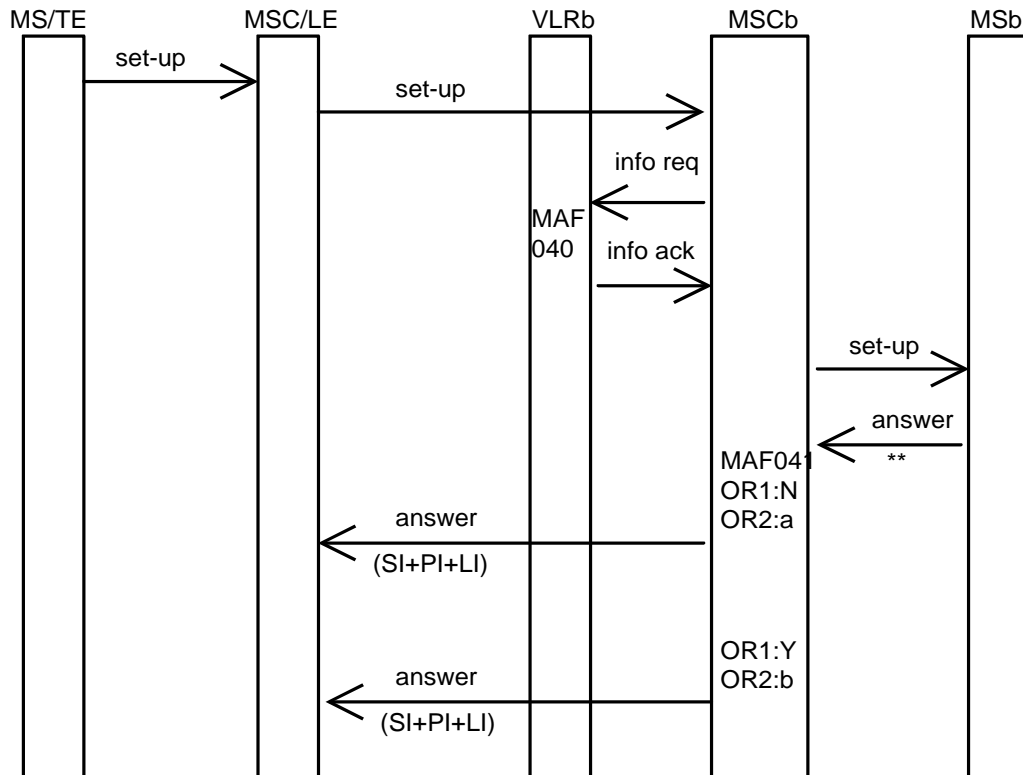 MS/TE MSC/LE VLRb MSCb MSb
set-up
set-up
info req
MAF
040
info ack
set-up
answer
**
MAF041
OR1:N
OR2:a
answer
(SI+PI+LI)
OR1:Y
OR2:b
answer
(SI+PI+LI)